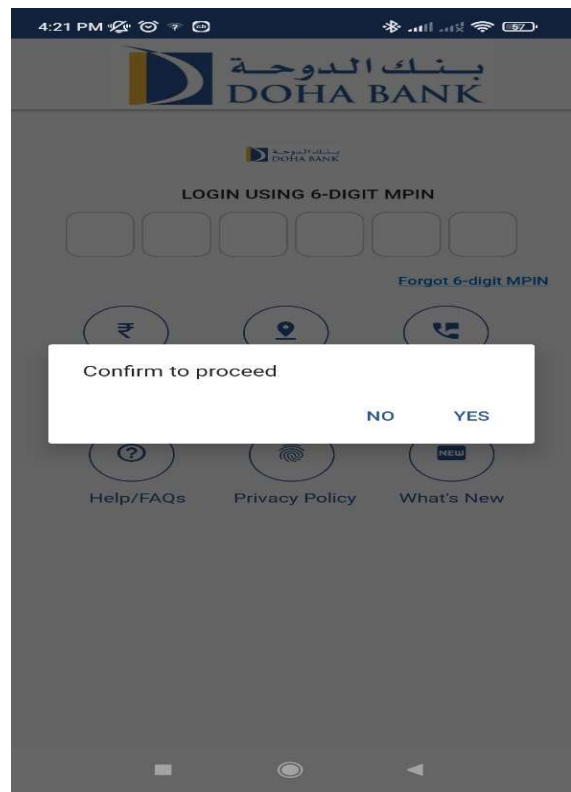 4:21 PM
57
بنك الدوحة
DOHA BANK
بنك الدوحة
DOHA BANK
LOGIN USING 6-DIGIT MPIN
Forgot 6-digit MPIN
₹
Confirm to proceed
NO YES
?
NEW
Help/FAQs Privacy Policy What's New